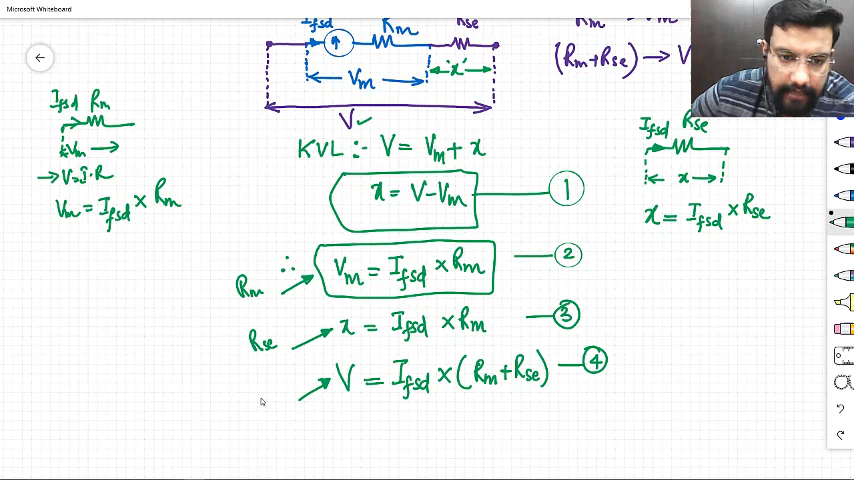 Microsoft Whiteboard
Ifsd Rm Rse
Vm "x"
V ✓
(Rm+Rse) → V
Ifsd Rm
Vm
→ V=I·R
Vm = Ifsd × Rm
KVL ∴ V = Vm + x
x = V-Vm — 1
∴ Vm = Ifsd × Rm — 2
Rm
x = Ifsd × Rm — 3
Rse
V = Ifsd × (Rm+Rse) — 4
Ifsd Rse
x
x = Ifsd × Rse